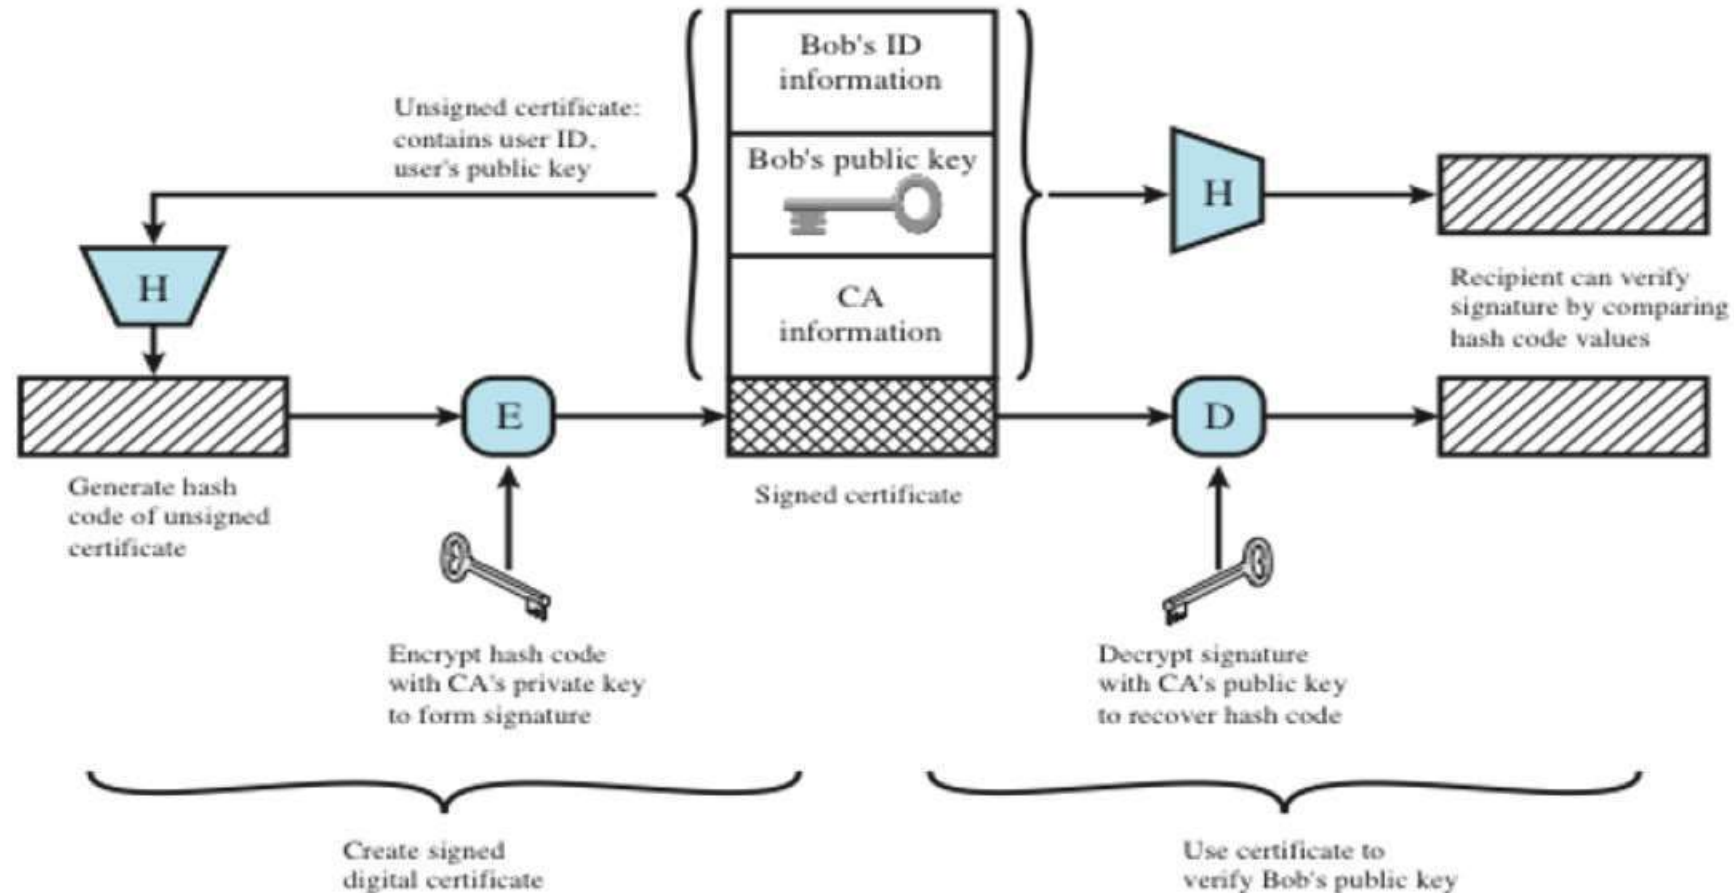 Bob's ID
information
Unsigned certificate:
contains user ID,
user's public key
Bob's public key
H
H
CA
information
Recipient can verify
signature by comparing
hash code values
E
D
Generate hash
code of unsigned
certificate
Signed certificate
Encrypt hash code
with CA's private key
to form signature
Decrypt signature
with CA's public key
to recover hash code
Create signed
digital certificate
Use certificate to
verify Bob's public key